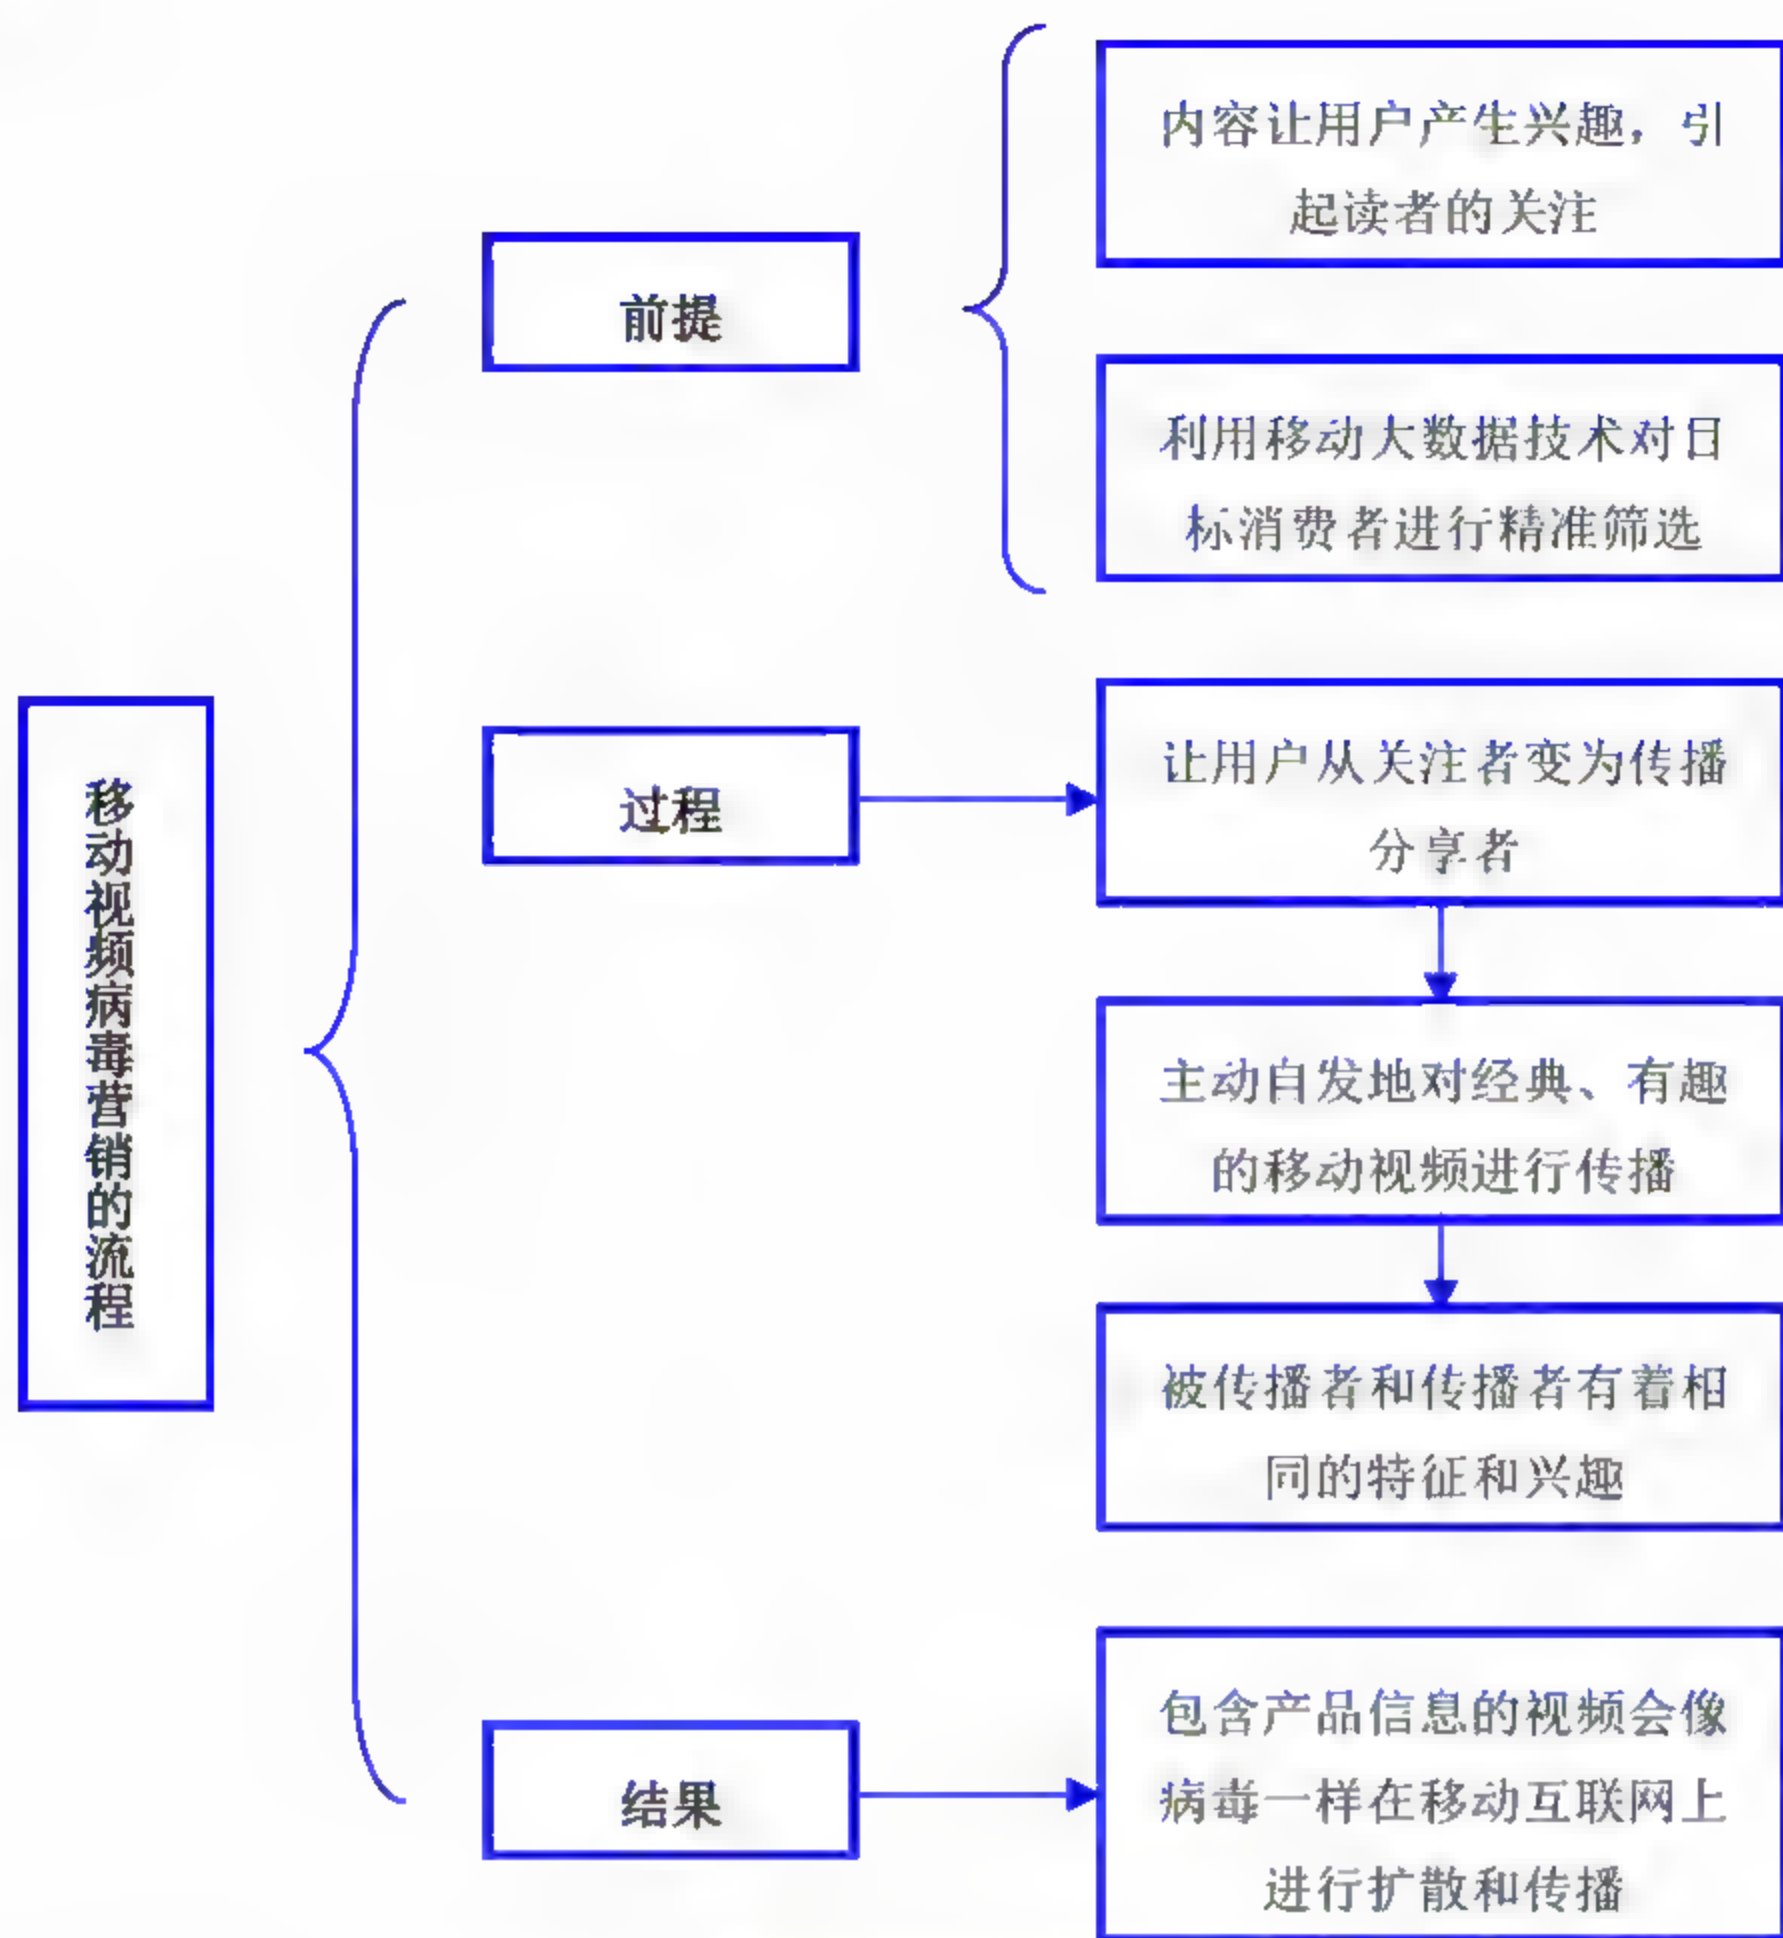 移动视频病毒营销的流程
前提
内容让用户产生兴趣，引
起读者的关注
利用移动大数据技术对目
标消费者进行精准筛选
过程
让用户从关注者变为传播
分享者
主动自发地对经典、有趣
的移动视频进行传播
被传播者和传播者有着相
同的特征和兴趣
结果
包含产品信息的视频会像
病毒一样在移动互联网上
进行扩散和传播